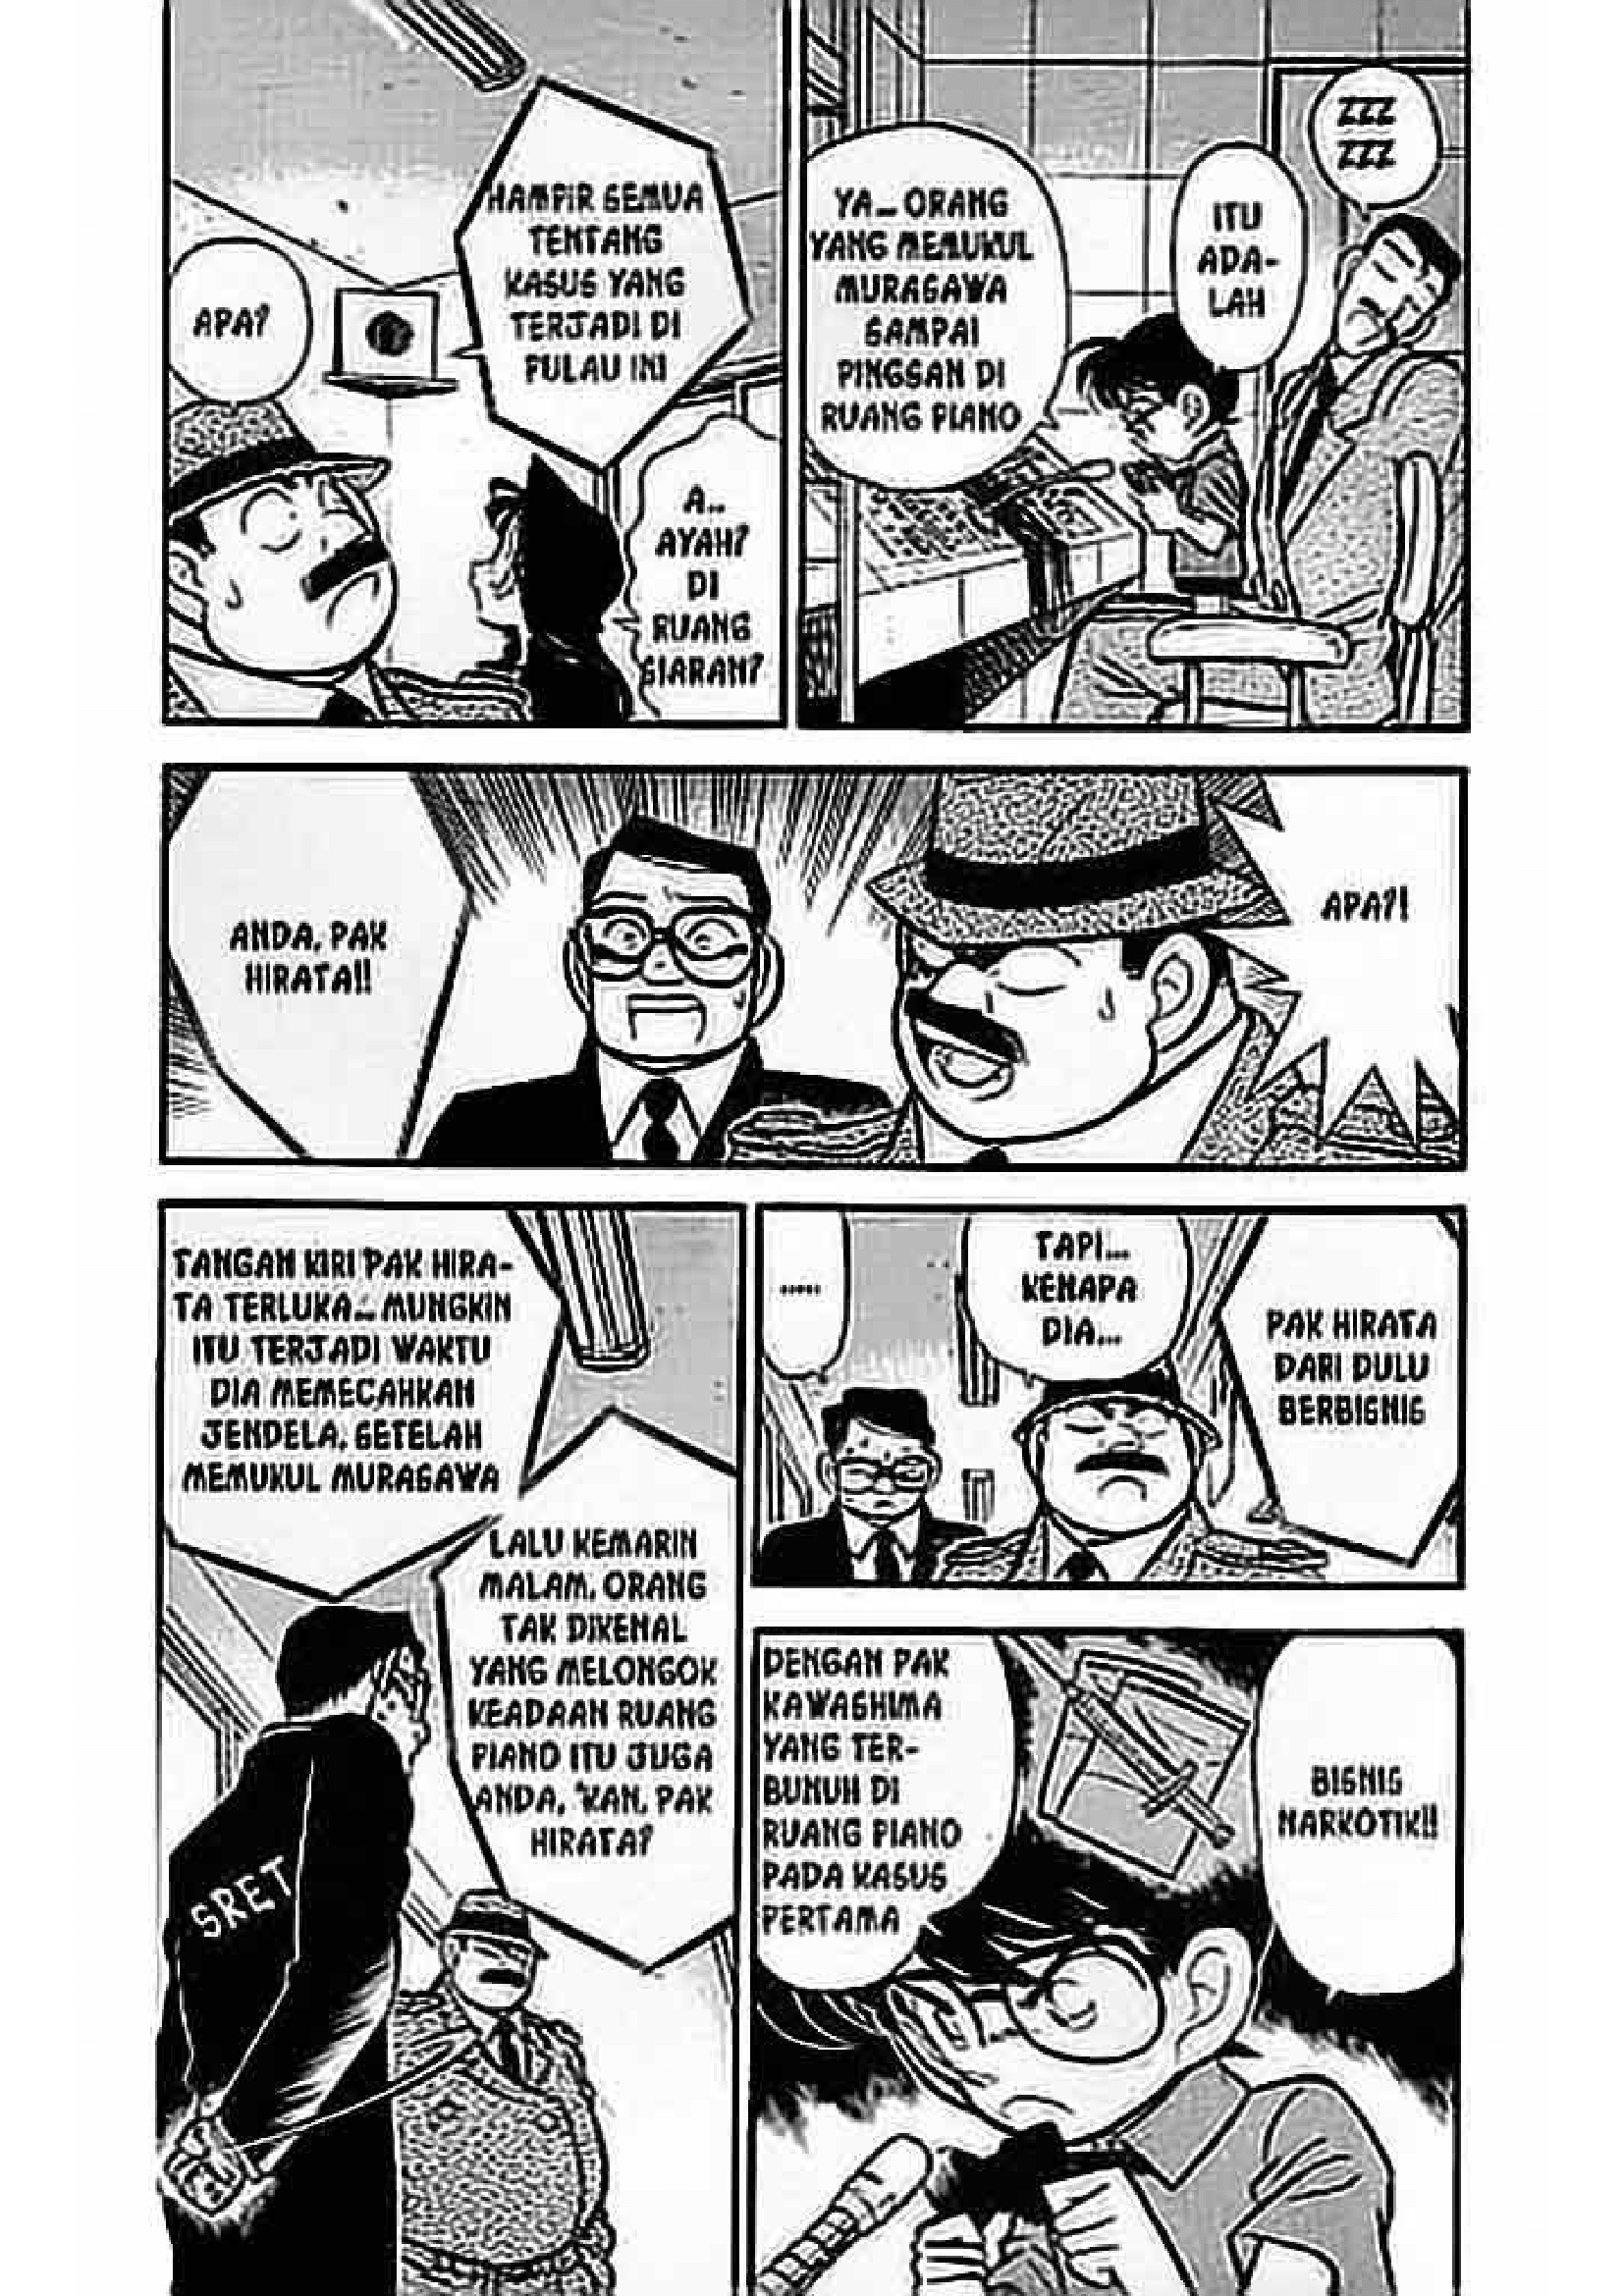 HAMPIR SEMUA
TENTANG
KASUS YANG
TERJADI DI
PULAU INI
APA?
A..
AYAH?
DI
RUANG
SIARAN?
YA... ORANG
YANG MEMUKUL
MURASAWA
SAMPAI
PINGSAN DI
RUANG PIANO
ITU
ADA-
LAH
ZZZ
ZZZ
ANDA, PAK
HIRATA!!
APA?!
TANGAN KIRI PAK HIRA-
TA TERLUKA... MUNGKIN
ITU TERJADI WAKTU
DIA MEMECAHKAN
JENDELA, SETELAH
MEMUKUL MURASAWA
LALU KEMARIN
MALAM, ORANG
TAK DIKENAL
YANG MELONGOK
KEADAAN RUANG
PIANO ITU JUGA
ANDA, 'KAN, PAK
HIRATA?
SRET
.....
TAPI...
KENAPA
DIA...
PAK HIRATA
DARI DULU
BERBISNIS
DENGAN PAK
KAWASHIMA
YANG TER-
BUNUH DI
RUANG PIANO
PADA KASUS
PERTAMA
BISNIS
NARKOTIK!!